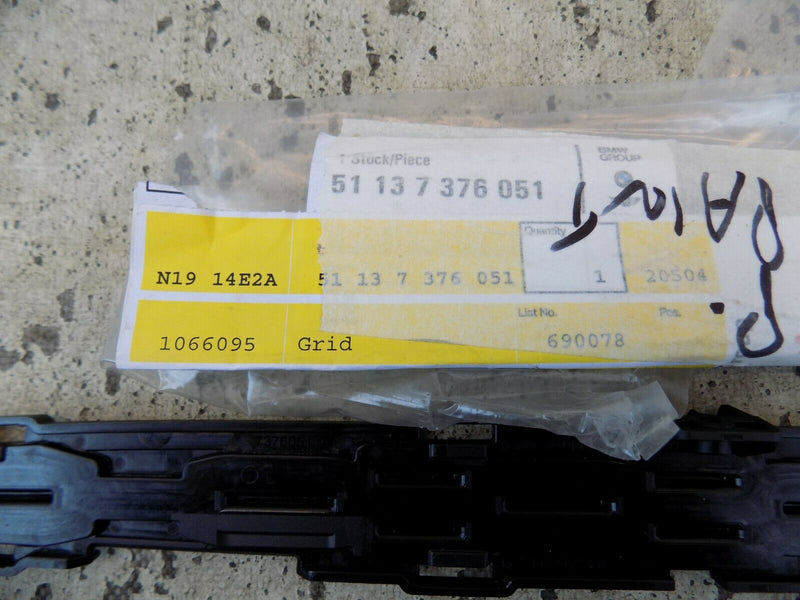 1 Stück/Piece
BMW
GROUP
51 13 7 376 051
Quantity
N19 14E2A 51 13 7 376 051 1 20504
List No. Pos.
1066095 Grid 690078
PAINT